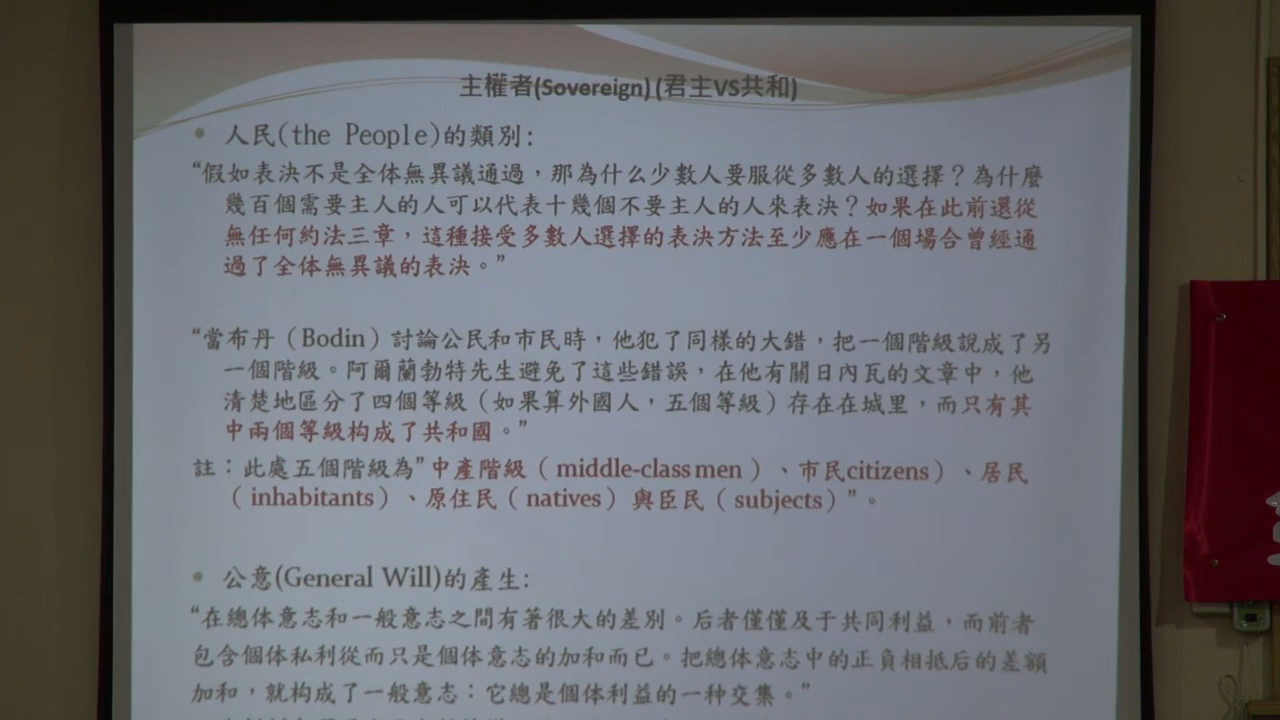 主權者(Sovereign) (君主VS共和)
• 人民(the People)的類別:
“假如表決不是全体無異議通過，那為什么少數人要服從多數人的選擇？為什麼
幾百個需要主人的人可以代表十幾個不要主人的人來表決？如果在此前還從
無任何約法三章，這種接受多數人選擇的表決方法至少應在一個場合曾經通
過了全体無異議的表決。”
“當布丹（Bodin）討論公民和市民時，他犯了同樣的大錯，把一個階級說成了另
一個階級。阿爾蘭勃特先生避免了這些錯誤，在他有關日內瓦的文章中，他
清楚地區分了四個等級（如果算外國人，五個等級）存在在城里，而只有其
中兩個等級构成了共和國。”
註：此處五個階級為”中產階級（middle-class men）、市民citizens）、居民
（inhabitants）、原住民（natives）與臣民（subjects）”。
• 公意(General Will)的產生:
“在總体意志和一般意志之間有著很大的差別。后者僅僅及于共同利益，而前者
包含個体私利從而只是個体意志的加和而已。把總体意志中的正負相抵后的差額
加和，就构成了一般意志：它總是個体利益的一种交集。”